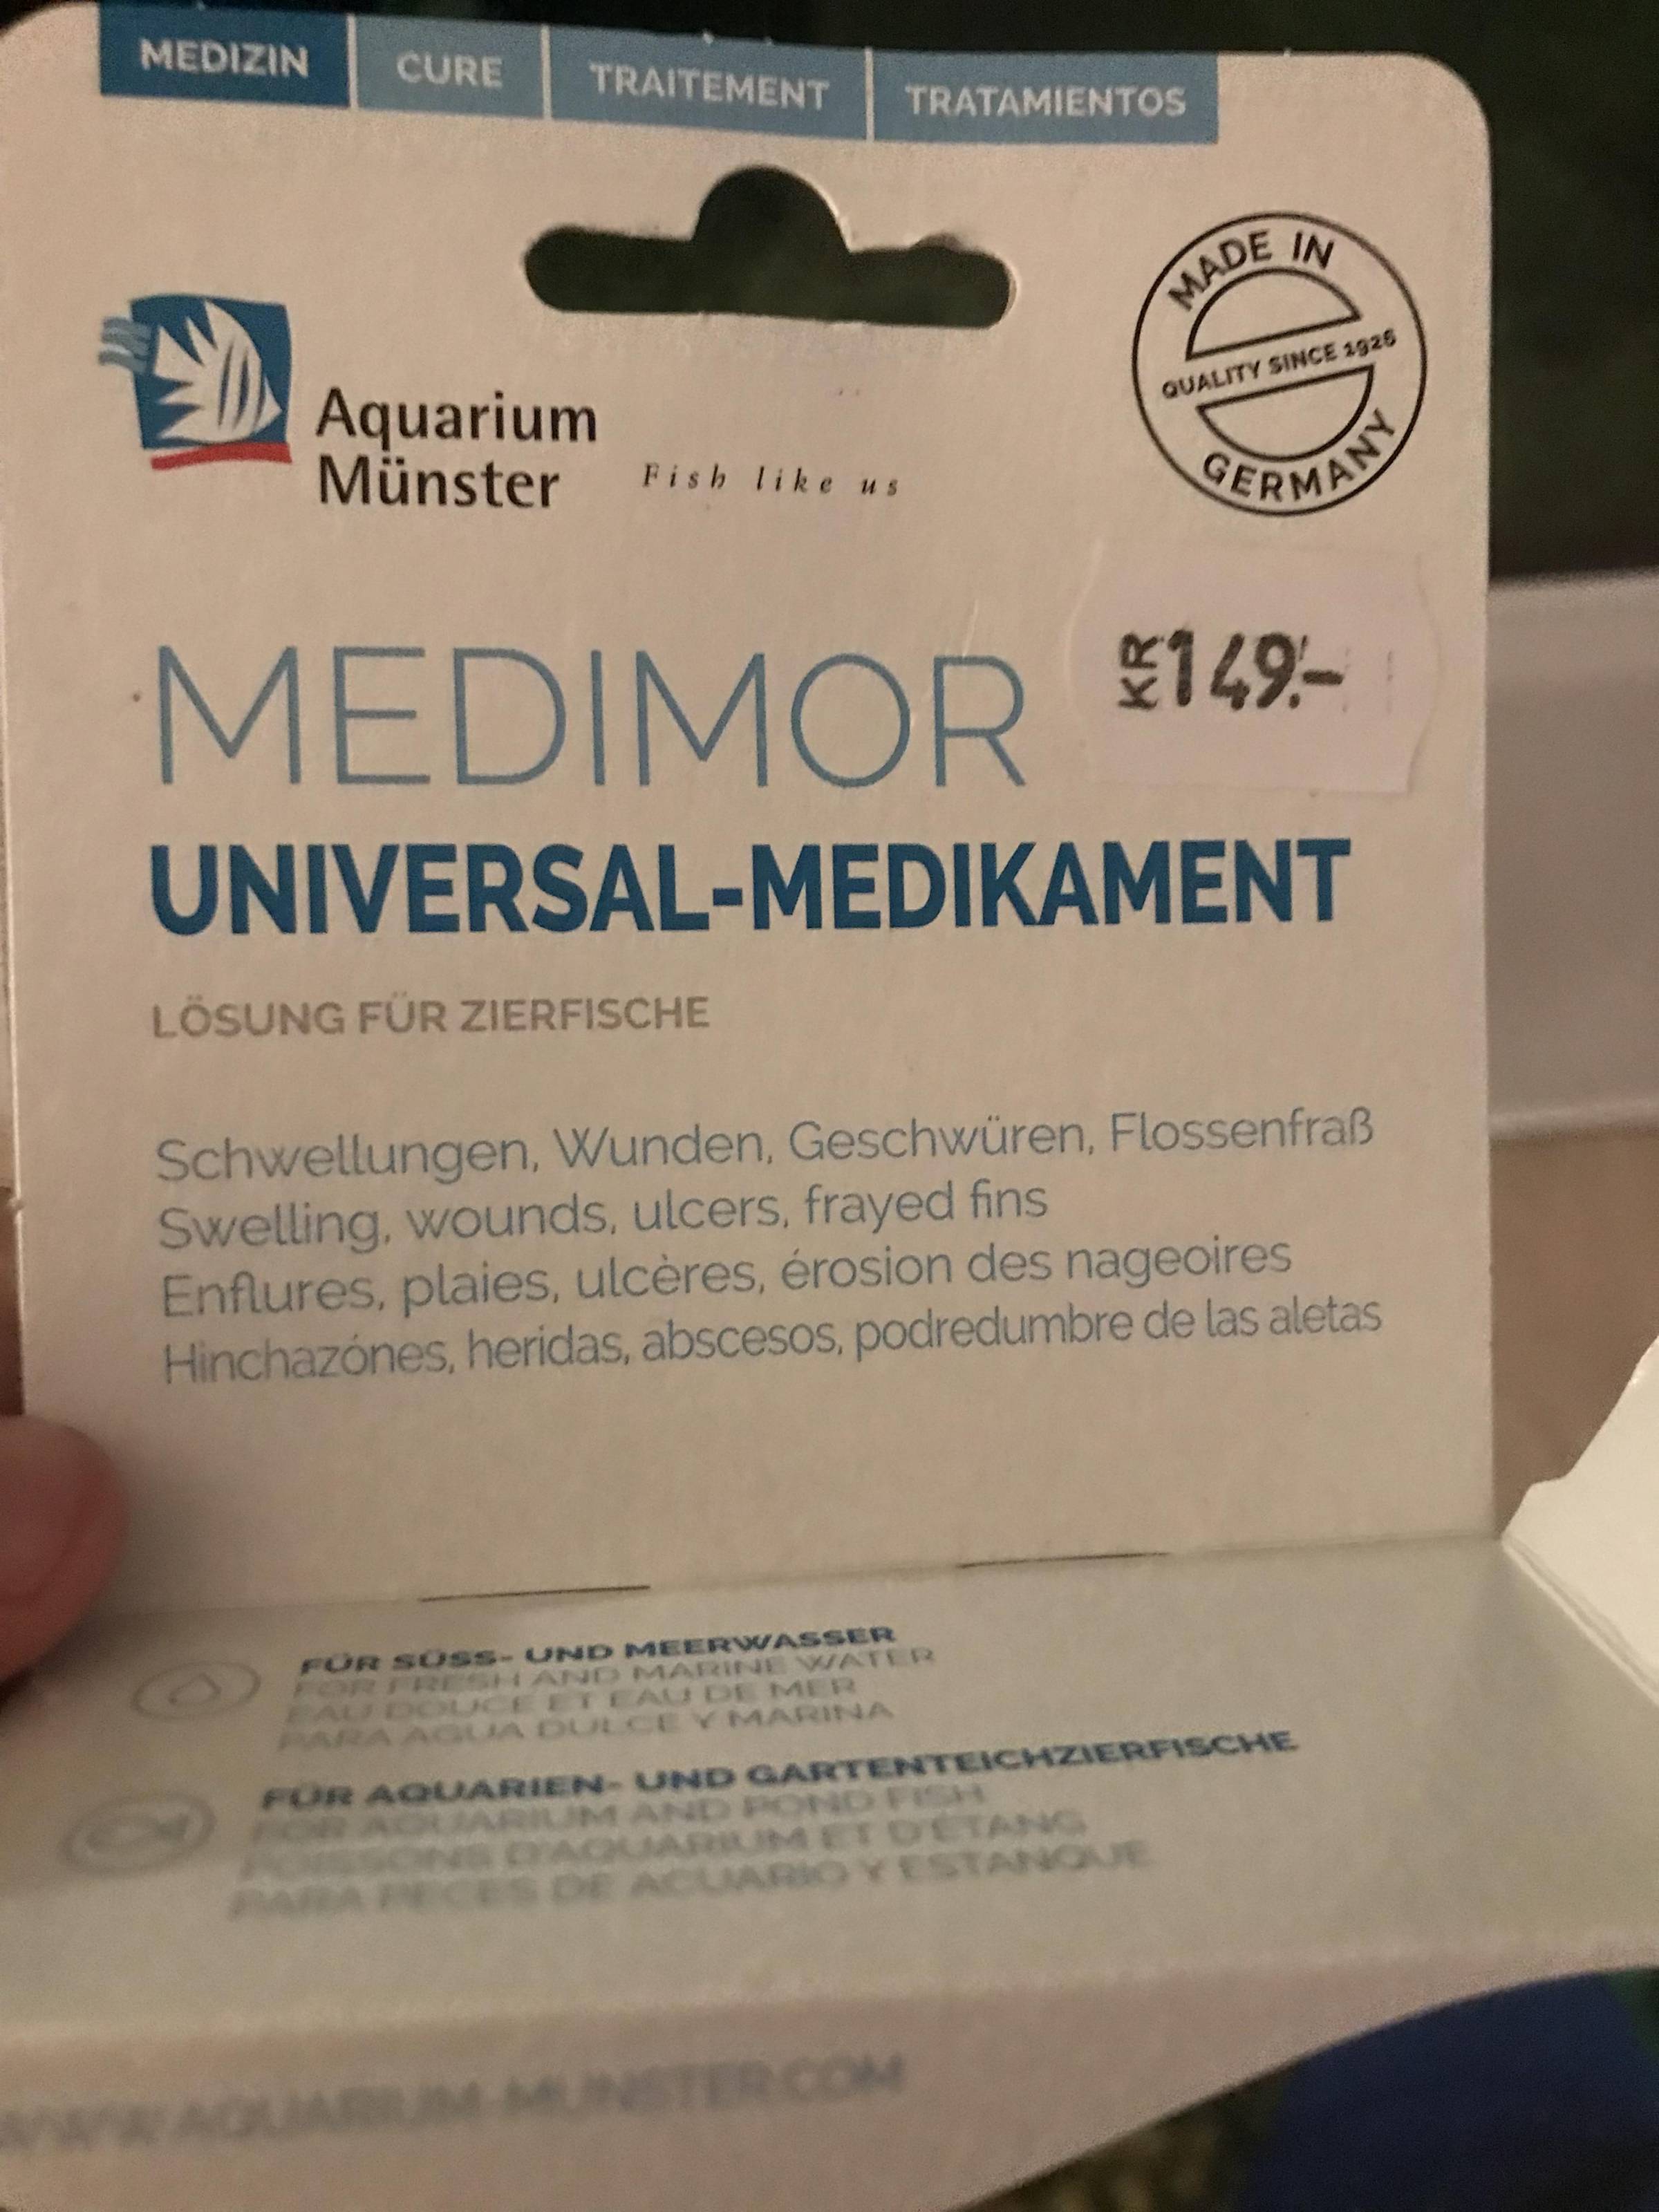 MEDIZIN CURE TRAITEMENT TRATAMIENTOS
MADE IN
QUALITY SINCE 1926
GERMANY
Aquarium
Münster Fish like us
KR 149.-
MEDIMOR
UNIVERSAL-MEDIKAMENT
LÖSUNG FÜR ZIERFISCHE
Schwellungen, Wunden, Geschwüren, Flossenfraß
Swelling, wounds, ulcers, frayed fins
Enflures, plaies, ulcères, érosion des nageoires
Hinchazónes, heridas, abscesos, podredumbre de las aletas
FÜR SÜSS- UND MEERWASSER
FOR FRESH AND MARINE WATER
EAU DOUCE ET EAU DE MER
PARA AGUA DULCE Y MARINA
FÜR AQUARIEN- UND GARTENTEICHZIERFISCHE
FOR AQUARIUM AND POND FISH
POISSONS D'AQUARIUM ET D'ÉTANG
PARA PECES DE ACUARIO Y ESTANQUE
WWW.AQUARIUM-MUNSTER.COM